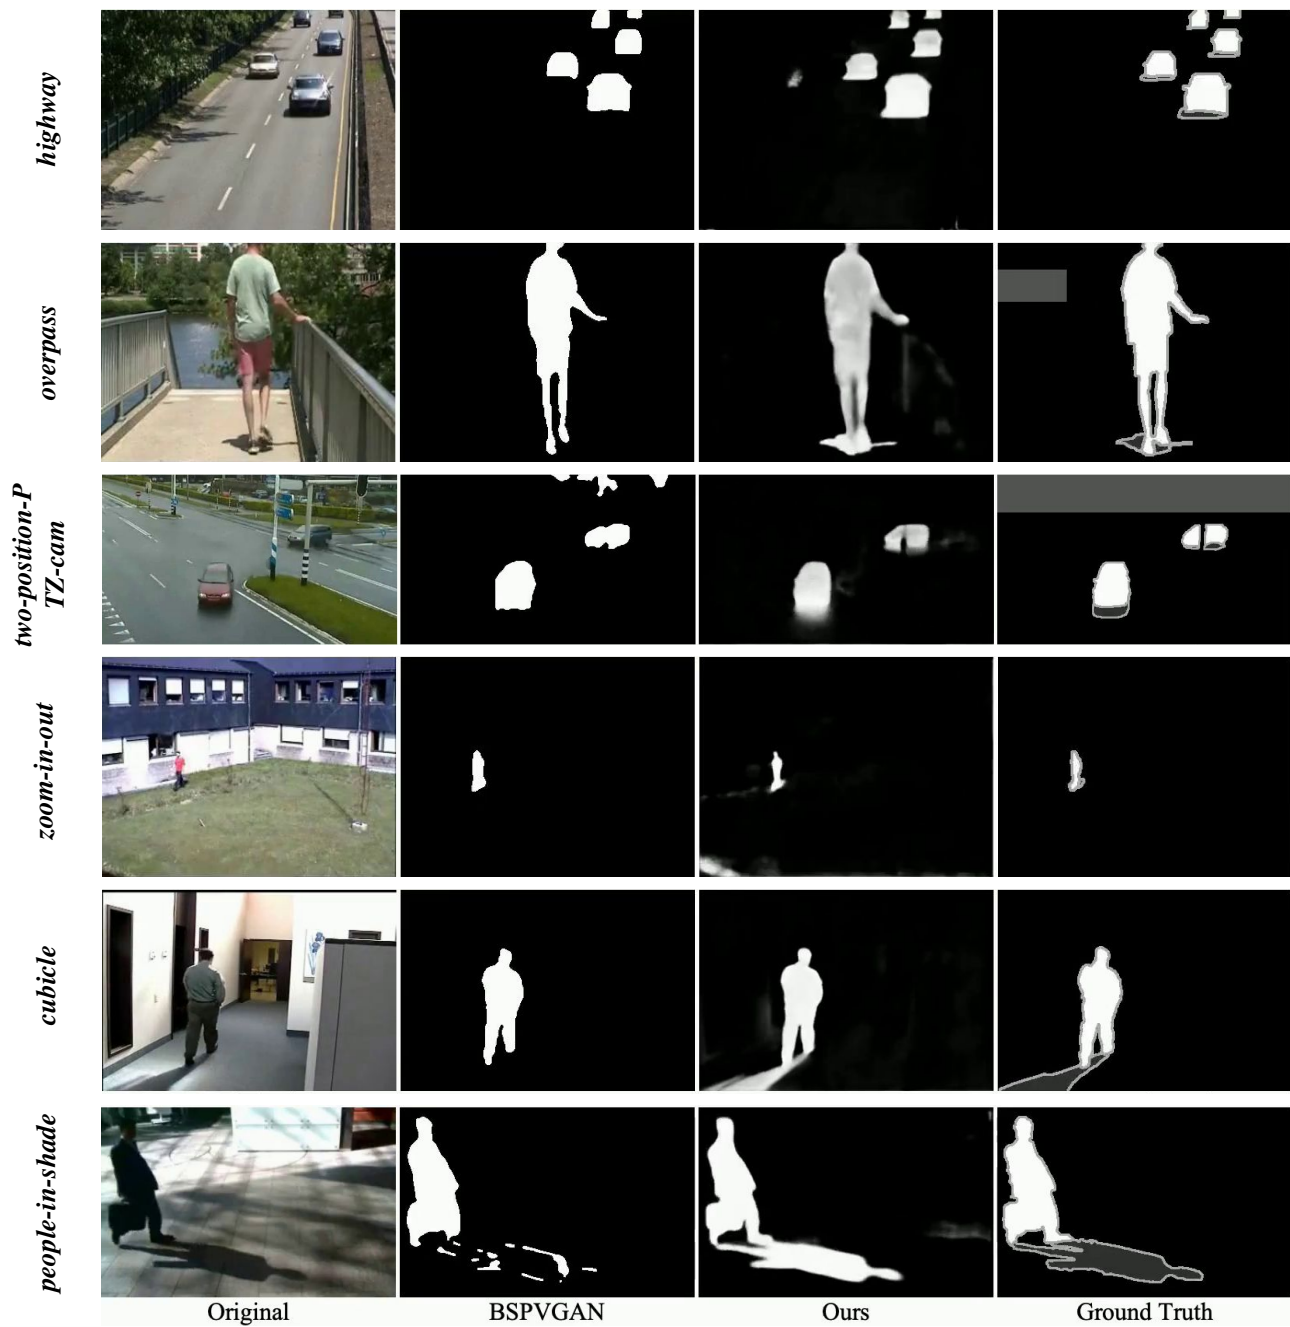 highway
overpass
two-position-P
TZ-cam
zoom-in-out
cubicle
people-in-shade
Original BSPVGAN Ours Ground Truth